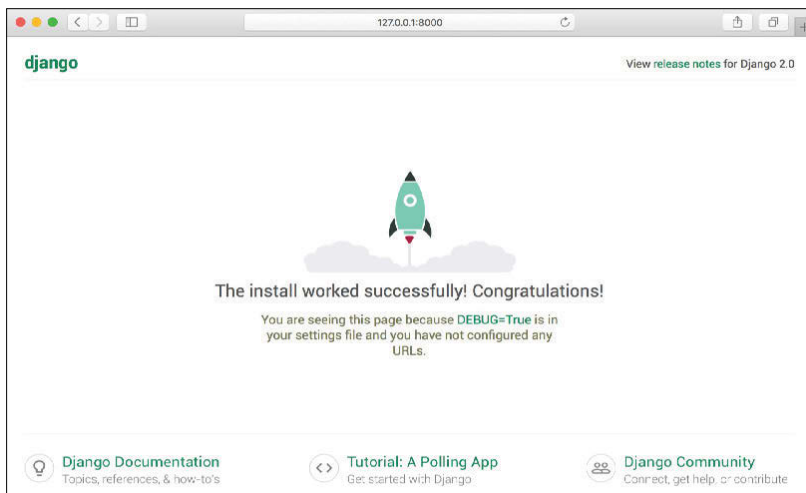 127.0.0.1:8000
django
View release notes for Django 2.0
The install worked successfully! Congratulations!
You are seeing this page because DEBUG=True is in
your settings file and you have not configured any
URLs.
Django Documentation
Topics, references, & how-to's
Tutorial: A Polling App
Get started with Django
Django Community
Connect, get help, or contribute